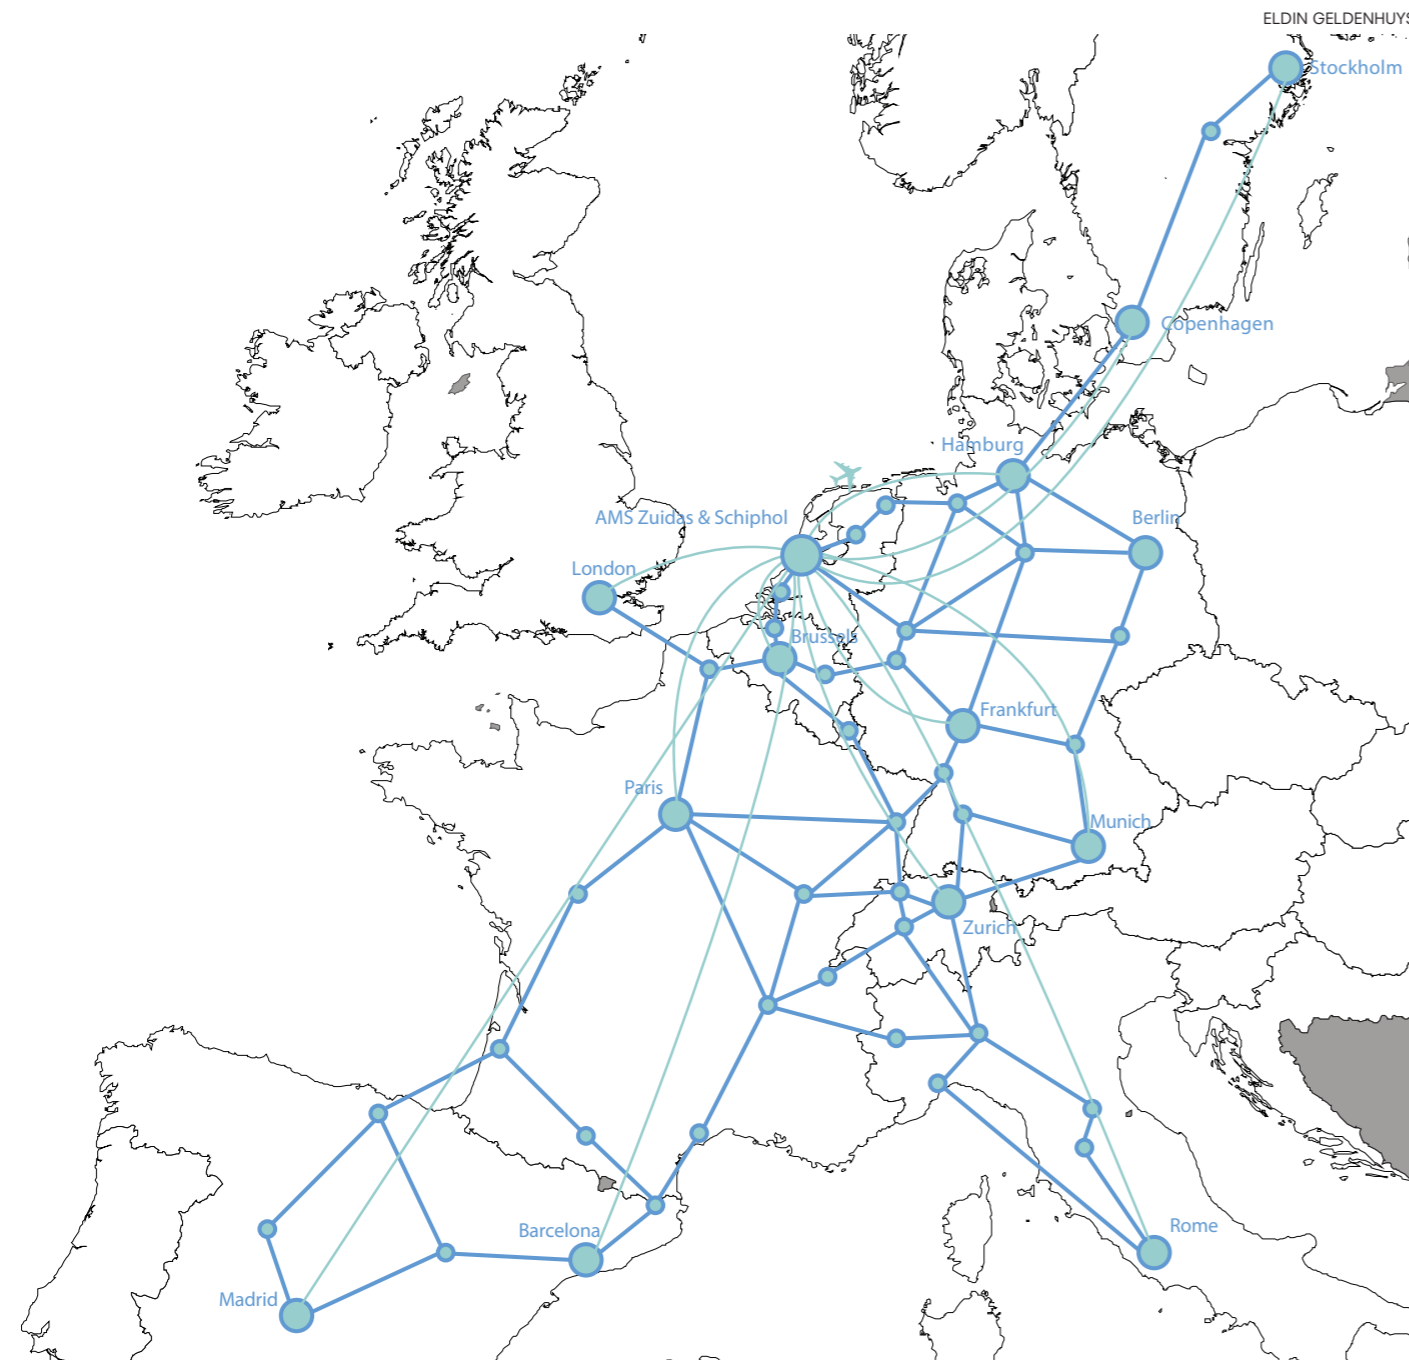 ELDIN GELDENHUYS
Stockholm
Copenhagen
Hamburg
AMS Zuidas & Schiphol
Berlin
London
Brussels
Frankfurt
Paris
Munich
Zurich
Rome
Barcelona
Madrid